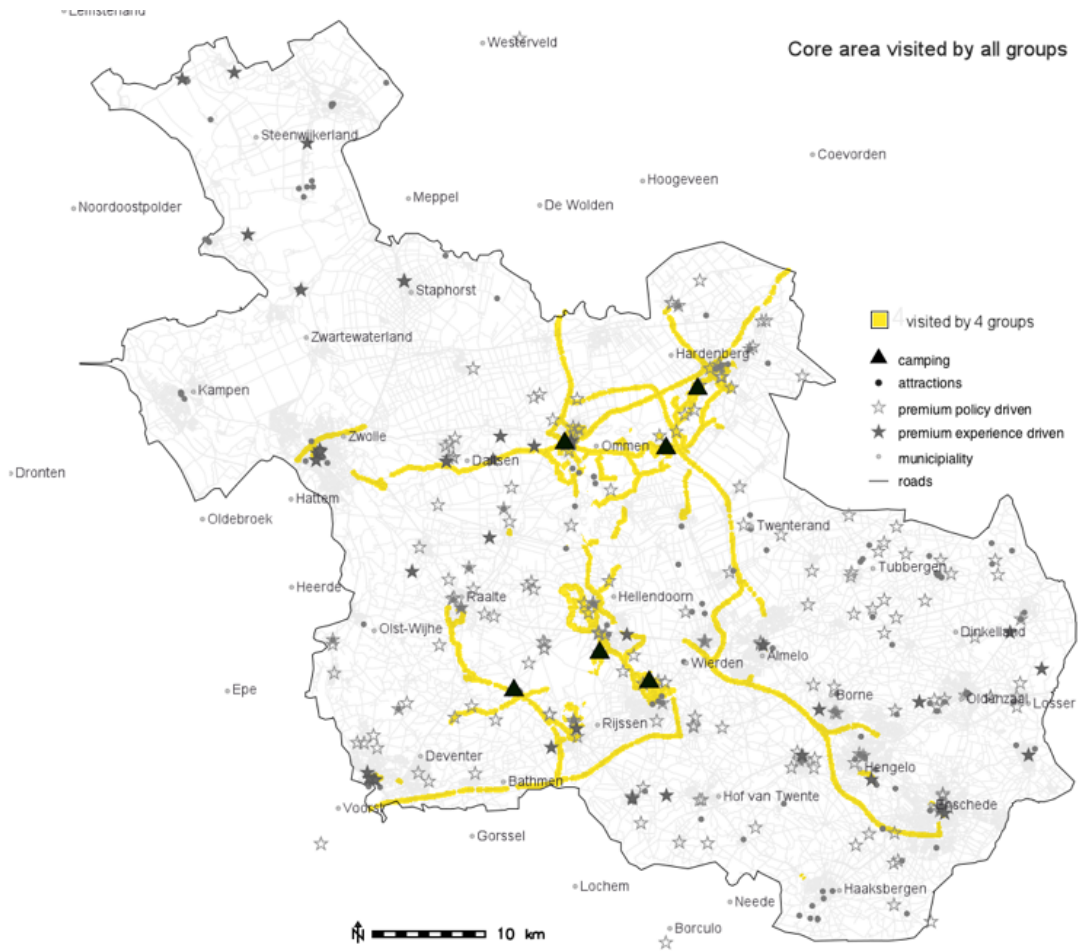 Lemsterland
Westerveld
Core area visited by all groups
Steenwijkerland
Coevorden
Hoogeveen
Meppel
De Wolden
Noordoostpolder
Staphorst
visited by 4 groups
Zwartewaterland
Hardenberg
camping
attractions
Kampen
premium policy driven
premium experience driven
Zwolle
Ommen
municipiality
Dalfsen
Dronten
roads
Hattem
Oldebroek
Twenterand
Tubbergen
Heerde
Raalte
Hellendoorn
Olst-Wijhe
Dinkelland
Almelo
Wierden
Epe
Borne
Oldenzaal
Losser
Rijssen
Deventer
Hengelo
Bathmen
Hof van Twente
Enschede
Voorst
Gorssel
Lochem
Haaksbergen
Neede
Borculo
N
10 km